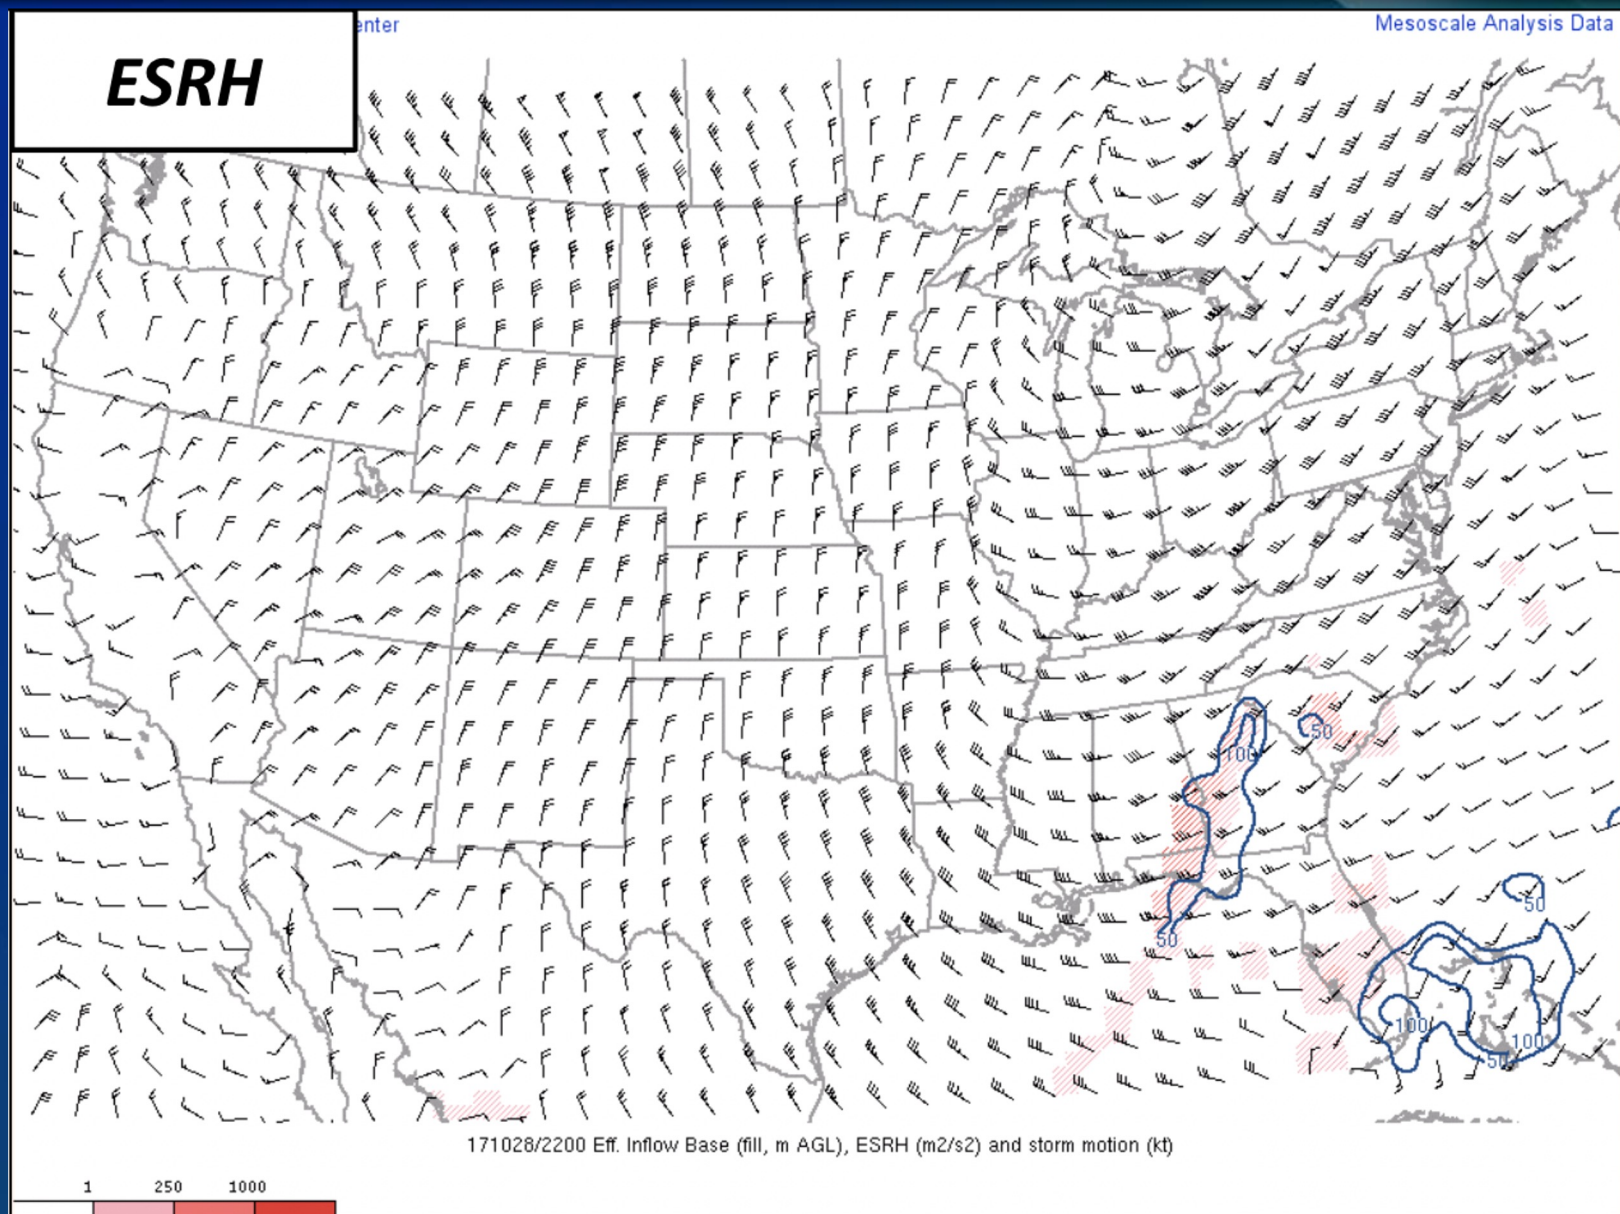 ESRH
enter
Mesoscale Analysis Data
50
100
50
50
100
100
50
171028/2200 Eff. Inflow Base (fill, m AGL), ESRH (m2/s2) and storm motion (kt)
1 250 1000